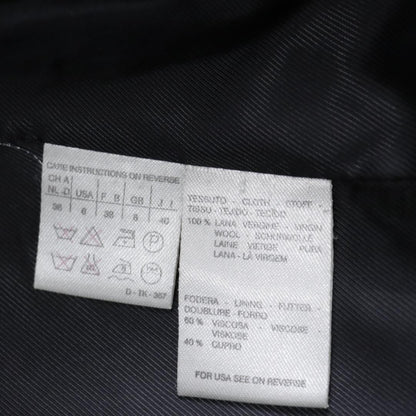 CARE INSTRUCTIONS ON REVERSE
CH A
NL-D USA F B GB I J
36 6 38 8 40
P
D - TK - 367
TESSUTO - CLOTH - STOFF -
TISSU - TEJIDO - TECIDO
100 % LANA VERGINE - VIRGIN
WOOL - SCHURWOLLE
LAINE VIERGE - PURA
LANA - LÀ VIRGEM
FODERA - LINING - FUTTER -
DOUBLURE - FORRO
60 % VISCOSA - VISCOSE -
VISKOSE
40 % CUPRO
FOR USA SEE ON REVERSE